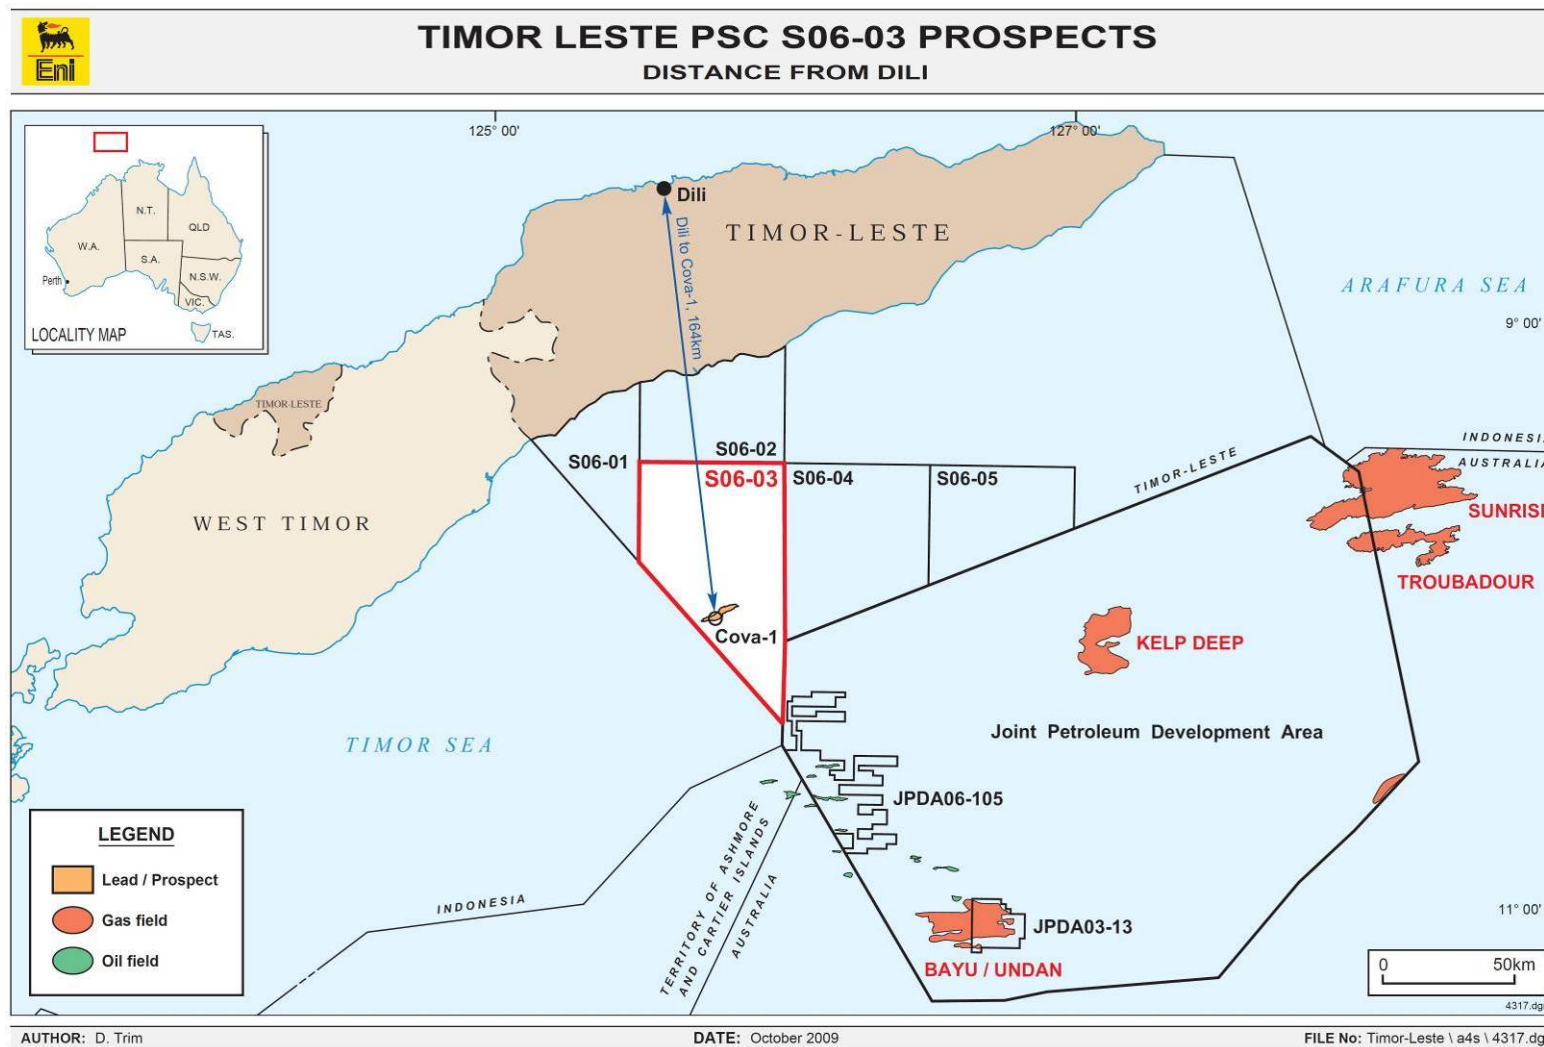 Eni
TIMOR LESTE PSC S06-03 PROSPECTS
DISTANCE FROM DILI
125° 00'
127° 00'
N.T.
QLD
W.A.
S.A.
N.S.W.
Perth
VIC.
TAS.
LOCALITY MAP
Dili
Dili to Cova-1, 164km
TIMOR-LESTE
ARAFURA SEA
9° 00'
TIMOR-LESTE
WEST TIMOR
S06-01
S06-02
S06-03
S06-04
S06-05
TIMOR-LESTE
INDONESI
AUSTRALIA
SUNRISE
TROUBADOUR
Cova-1
KELP DEEP
Joint Petroleum Development Area
TIMOR SEA
JPDA06-105
TERRITORY OF ASHMORE
AND CARTIER ISLANDS
AUSTRALIA
INDONESIA
11° 00'
JPDA03-13
BAYU / UNDAN
LEGEND
Lead / Prospect
Gas field
Oil field
0 50km
4317.dg
AUTHOR: D. Trim
DATE: October 2009
FILE No: Timor-Leste \ a4s \ 4317.dg